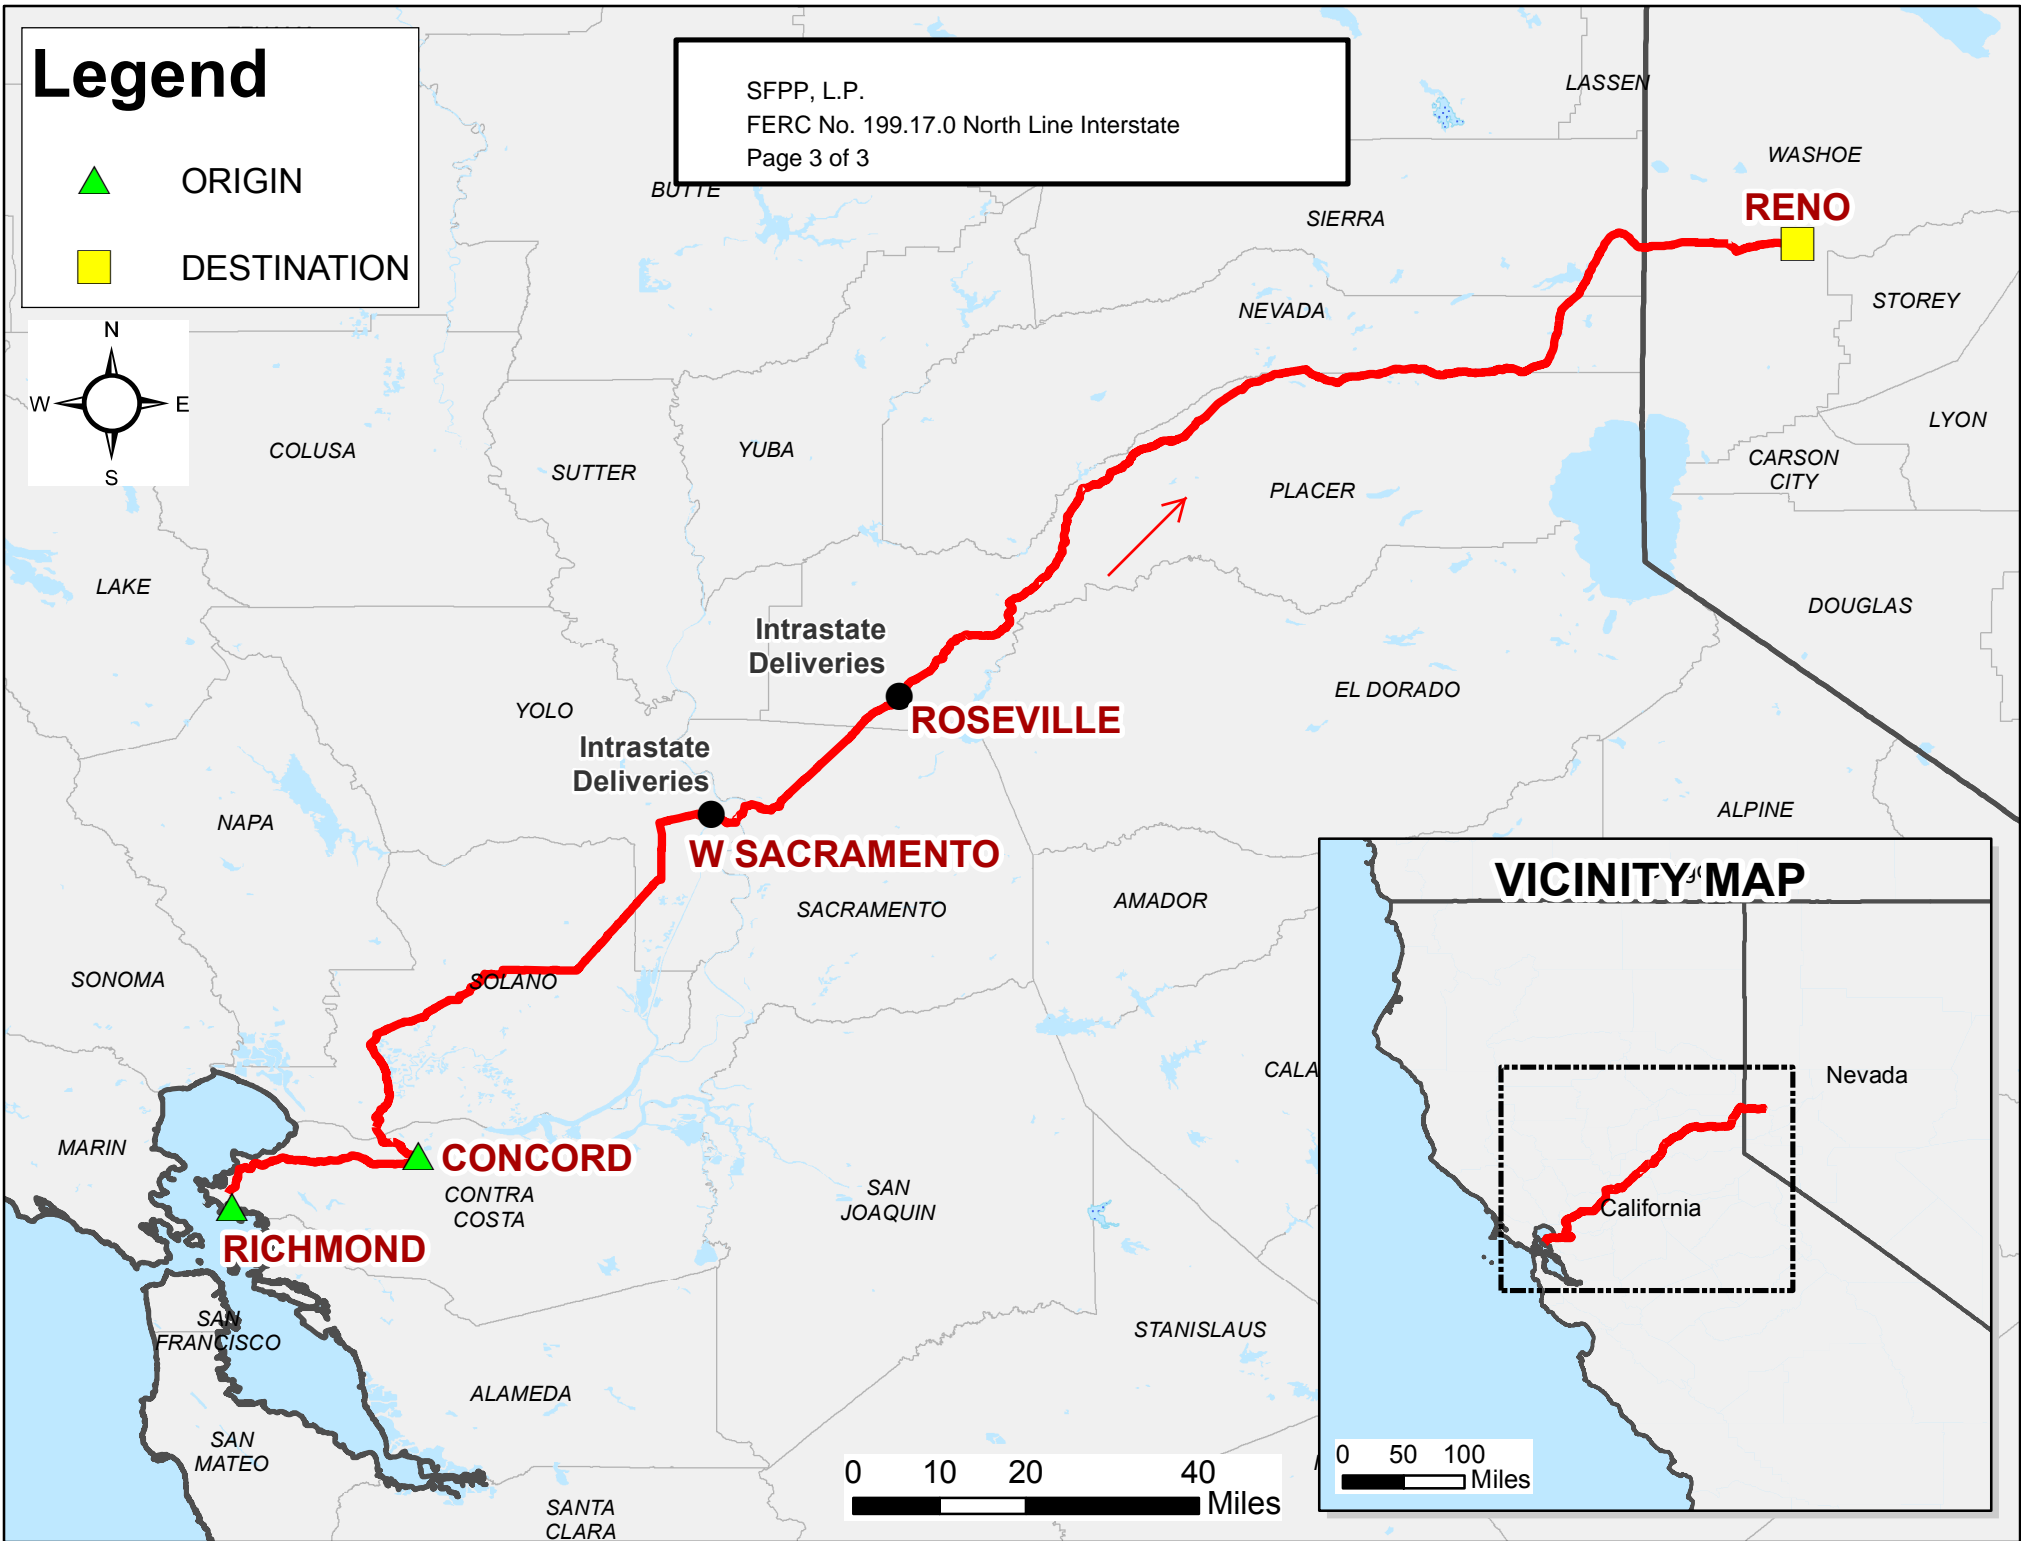 Legend
ORIGIN
DESTINATION
SFPP, L.P.
FERC No. 199.17.0 North Line Interstate
Page 3 of 3
N
W
E
S
LASSEN
WASHOE
BUTTE
RENO
SIERRA
STOREY
NEVADA
LYON
COLUSA
YUBA
SUTTER
CARSON
CITY
PLACER
LAKE
DOUGLAS
Intrastate
Deliveries
EL DORADO
YOLO
ROSEVILLE
Intrastate
Deliveries
ALPINE
NAPA
W SACRAMENTO
AMADOR
SACRAMENTO
SONOMA
SOLANO
CALA
MARIN
CONCORD
CONTRA
COSTA
SAN
JOAQUIN
RICHMOND
SAN
FRANCISCO
STANISLAUS
ALAMEDA
SAN
MATEO
SANTA
CLARA
0 10 20 40
Miles
VICINITY MAP
Nevada
California
0 50 100
Miles